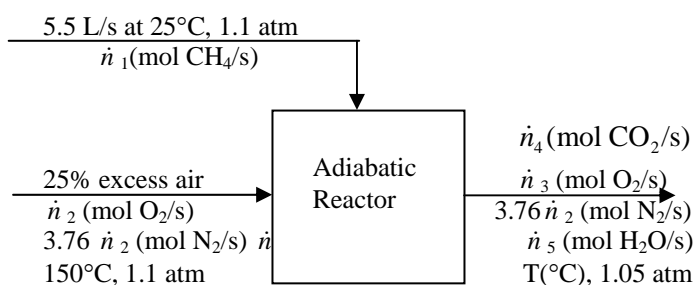 5.5 L/s at 25°C, 1.1 atm
ṅ ₁(mol CH₄/s)
25% excess air
ṅ ₂ (mol O₂/s)
3.76 ṅ ₂ (mol N₂/s) ṅ
150°C, 1.1 atm
Adiabatic
Reactor
ṅ₄(mol CO₂/s)
ṅ ₃ (mol O₂/s)
3.76 ṅ ₂ (mol N₂/s)
ṅ ₅ (mol H₂O/s)
T(°C), 1.05 atm